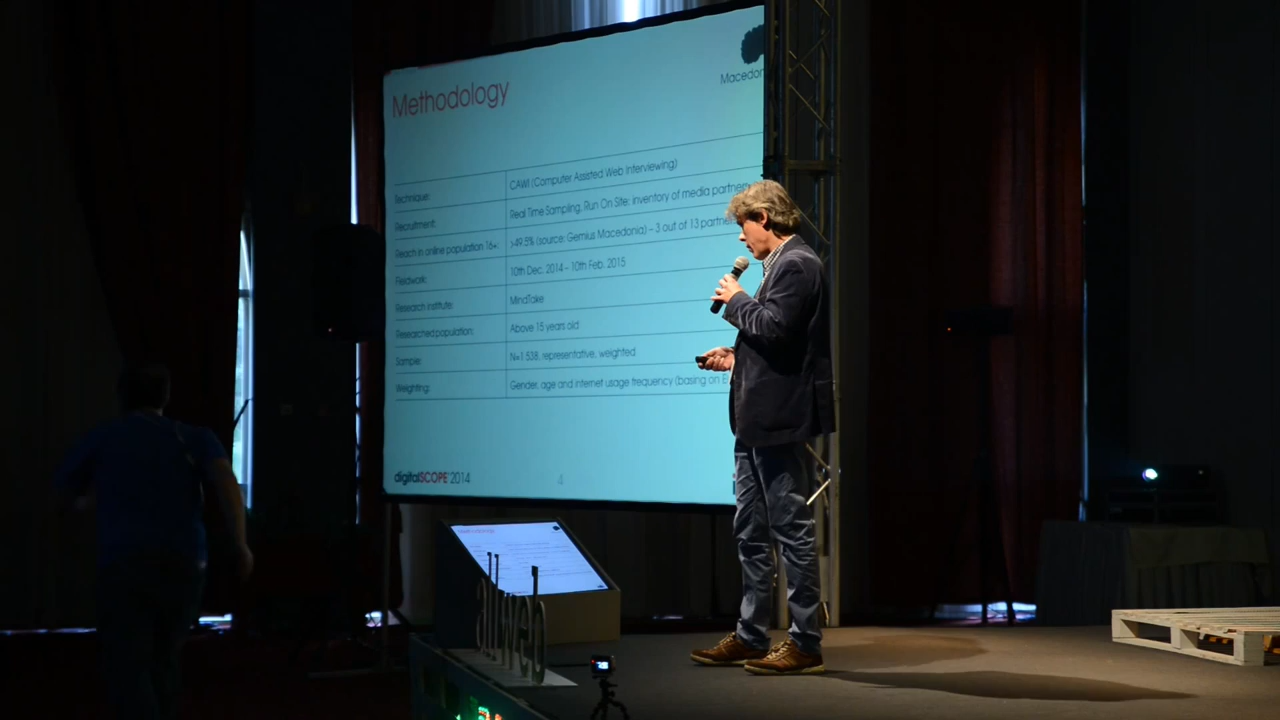 Methodology
Macedon
Technique: CAWI (Computer Assisted Web Interviewing)
Recruitment: Real Time Sampling, Run On Site: inventory of media partners
Reach in online population 16+: >49.5% (source: Gemius Macedonia) – 3 out of 13 partne
Fieldwork: 10th Dec. 2014 – 10th Feb. 2015
Research institute: MindTake
Researched population: Above 15 years old
Sample: N=1 538, representative, weighted
Weighting: Gender, age and internet usage frequency (basing on E
digitalSCOPE'2014
4
allweb